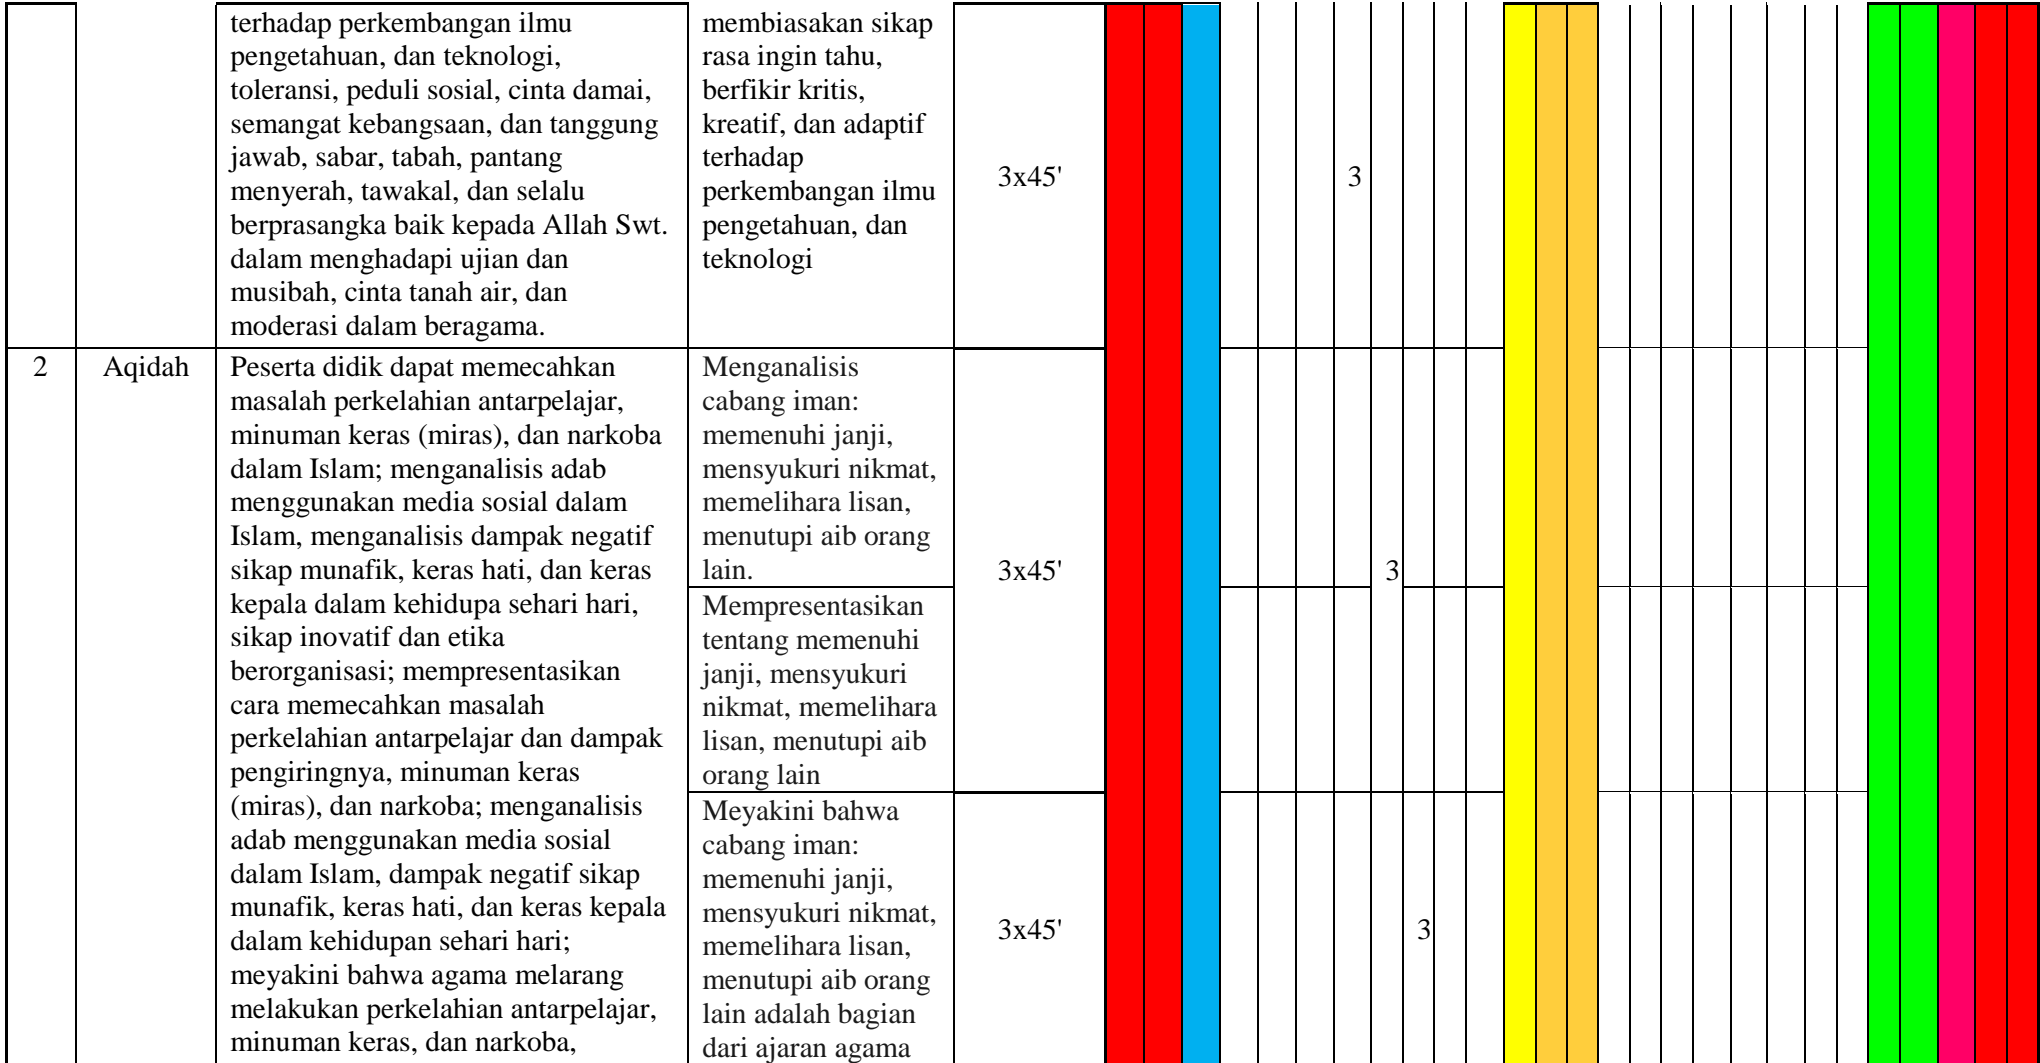 terhadap perkembangan ilmu
pengetahuan, dan teknologi,
toleransi, peduli sosial, cinta damai,
semangat kebangsaan, dan tanggung
jawab, sabar, tabah, pantang
menyerah, tawakal, dan selalu
berprasangka baik kepada Allah Swt.
dalam menghadapi ujian dan
musibah, cinta tanah air, dan
moderasi dalam beragama.
membiasakan sikap
rasa ingin tahu,
berfikir kritis,
kreatif, dan adaptif
terhadap
perkembangan ilmu
pengetahuan, dan
teknologi
3x45'
3
2
Aqidah
Peserta didik dapat memecahkan
masalah perkelahian antarpelajar,
minuman keras (miras), dan narkoba
dalam Islam; menganalisis adab
menggunakan media sosial dalam
Islam, menganalisis dampak negatif
sikap munafik, keras hati, dan keras
kepala dalam kehidupa sehari hari,
sikap inovatif dan etika
berorganisasi; mempresentasikan
cara memecahkan masalah
perkelahian antarpelajar dan dampak
pengiringnya, minuman keras
(miras), dan narkoba; menganalisis
adab menggunakan media sosial
dalam Islam, dampak negatif sikap
munafik, keras hati, dan keras kepala
dalam kehidupan sehari hari;
meyakini bahwa agama melarang
melakukan perkelahian antarpelajar,
minuman keras, dan narkoba,
Menganalisis
cabang iman:
memenuhi janji,
mensyukuri nikmat,
memelihara lisan,
menutupi aib orang
lain.
3x45'
3
Mempresentasikan
tentang memenuhi
janji, mensyukuri
nikmat, memelihara
lisan, menutupi aib
orang lain
Meyakini bahwa
cabang iman:
memenuhi janji,
mensyukuri nikmat,
memelihara lisan,
menutupi aib orang
lain adalah bagian
dari ajaran agama
3x45'
3